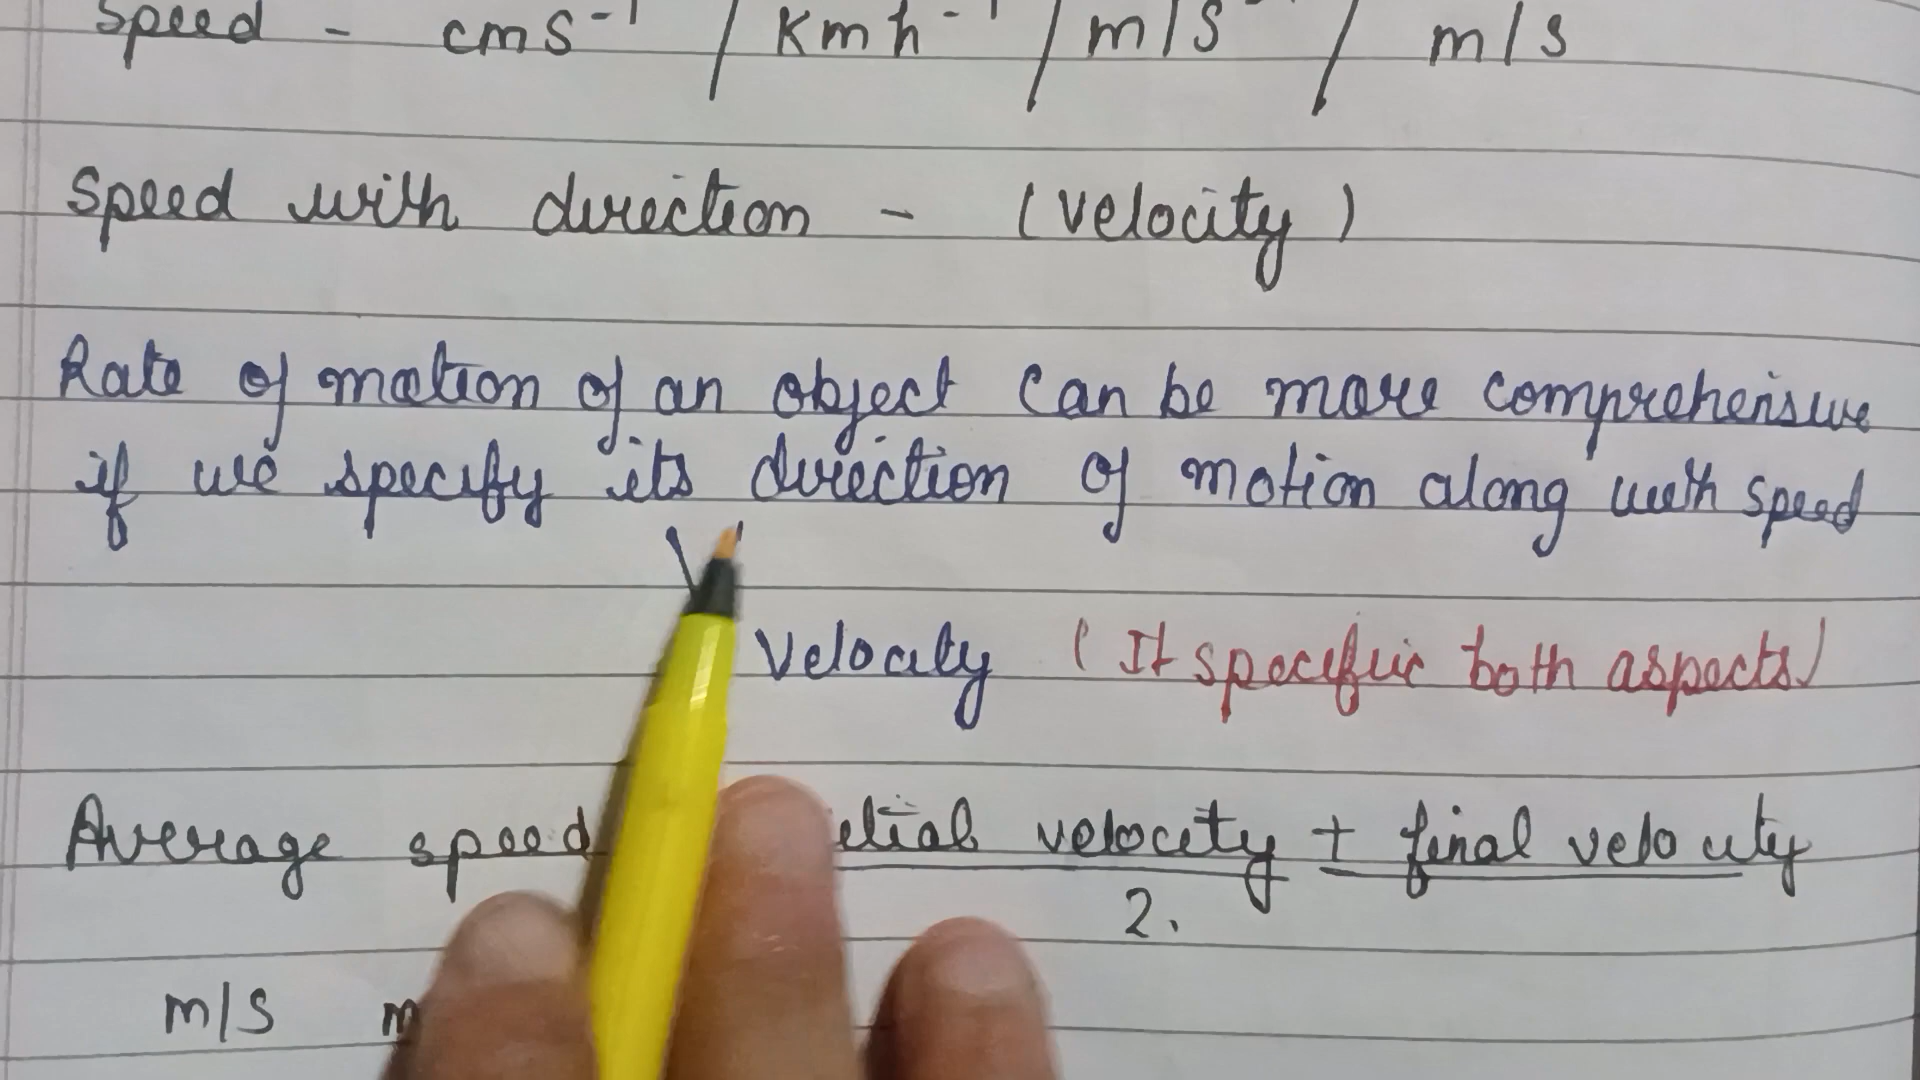 Speed - cms⁻¹ / Kmh⁻¹ / m/s⁻ / m/s
Speed with direction - (velocity)
Rate of motion of an object can be more comprehensive
if we specify its direction of motion along with speed
Velocity (It specific both aspects)
Average speed velocity + final velocity
2.
m/s